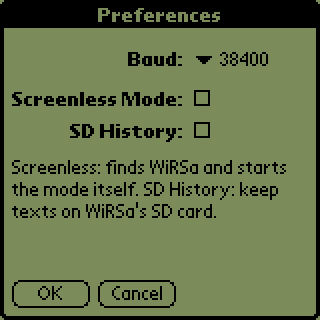 Preferences
Baud: 38400
Screenless Mode:
SD History:
Screenless: finds WiRSa and starts
the mode itself. SD History: keep
texts on WiRSa's SD card.
OK Cancel